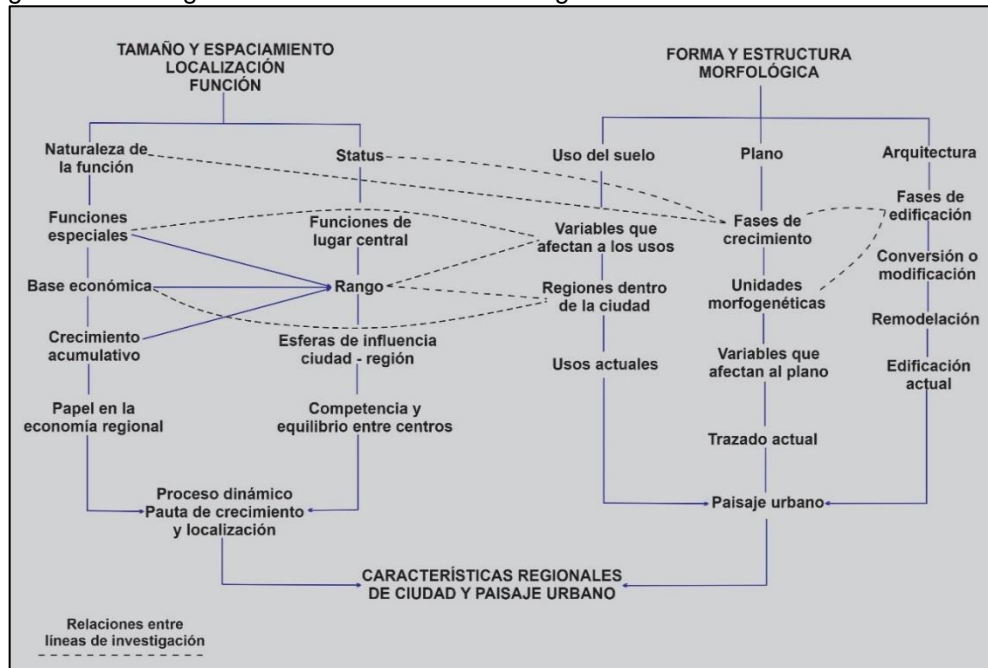 TAMAÑO Y ESPACIAMIENTO
LOCALIZACIÓN
FUNCIÓN
Naturaleza de
la función
Status
Funciones
especiales
Funciones de
lugar central
Base económica
Rango
Crecimiento
acumulativo
Esferas de influencia
ciudad - región
Papel en la
economía regional
Competencia y
equilibrio entre centros
Proceso dinámico
Pauta de crecimiento
y localización
FORMA Y ESTRUCTURA
MORFOLÓGICA
Uso del suelo
Plano
Arquitectura
Variables que
afectan a los usos
Fases de
crecimiento
Fases de
edificación
Regiones dentro
de la ciudad
Unidades
morfogenéticas
Conversión o
modificación
Remodelación
Usos actuales
Variables que
afectan al plano
Edificación
actual
Trazado actual
Paisaje urbano
CARACTERÍSTICAS REGIONALES
DE CIUDAD Y PAISAJE URBANO
Relaciones entre
líneas de investigación